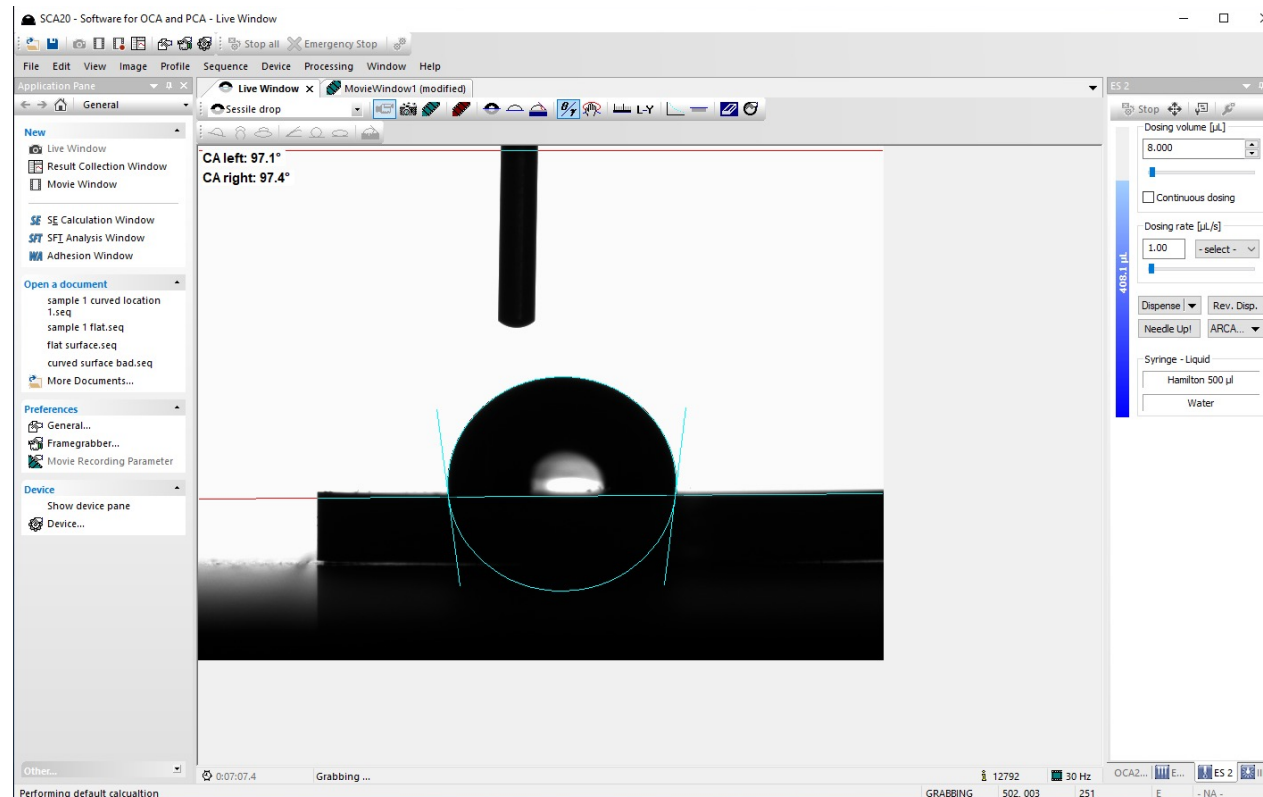 SCA20 - Software for OCA and PCA - Live Window
Stop all Emergency Stop
File Edit View Image Profile Sequence Device Processing Window Help
Application Pane
General
New
Live Window
Result Collection Window
Movie Window
SE SE Calculation Window
SFT SFT Analysis Window
WA Adhesion Window
Open a document
sample 1 curved location
1.seq
sample 1 flat.seq
flat surface.seq
curved surface bad.seq
More Documents...
Preferences
General...
Framegrabber...
Movie Recording Parameter
Device
Show device pane
Device...
Other...
Live Window MovieWindow1 (modified)
Sessile drop
L-Y
CA left: 97.1°
CA right: 97.4°
0:07:07.4 Grabbing ... 12792 30 Hz
ES 2
Stop
Dosing volume [µL]
8.000
Continuous dosing
Dosing rate [µL/s]
1.00 - select -
408.1 µL
Dispense Rev. Disp.
Needle Up! ARCA...
Syringe - Liquid
Hamilton 500 µl
Water
OCA2... E... ES 2
Performing default calcualtion GRABBING 502, 003 251 E - NA -